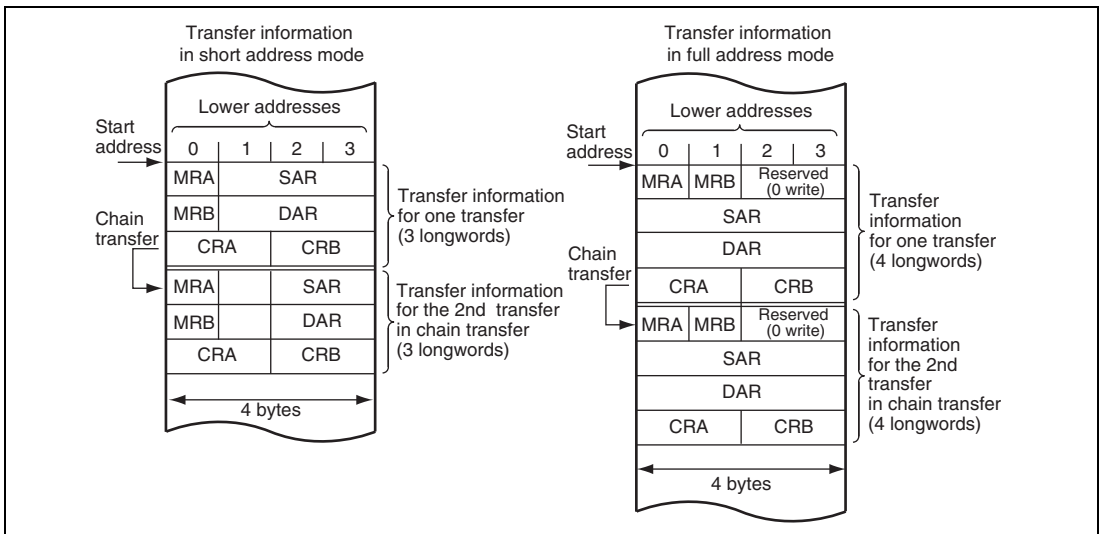 Transfer information
in short address mode
Lower addresses
Start
address
0 1 2 3
MRA SAR
MRB DAR
CRA CRB
Transfer information
for one transfer
(3 longwords)
Chain
transfer
MRA SAR
MRB DAR
CRA CRB
Transfer information
for the 2nd transfer
in chain transfer
(3 longwords)
4 bytes
Transfer information
in full address mode
Lower addresses
Start
address
0 1 2 3
MRA MRB Reserved
(0 write)
SAR
DAR
CRA CRB
Transfer
information
for one transfer
(4 longwords)
Chain
transfer
MRA MRB Reserved
(0 write)
SAR
DAR
CRA CRB
Transfer
information
for the 2nd
transfer
in chain transfer
(4 longwords)
4 bytes